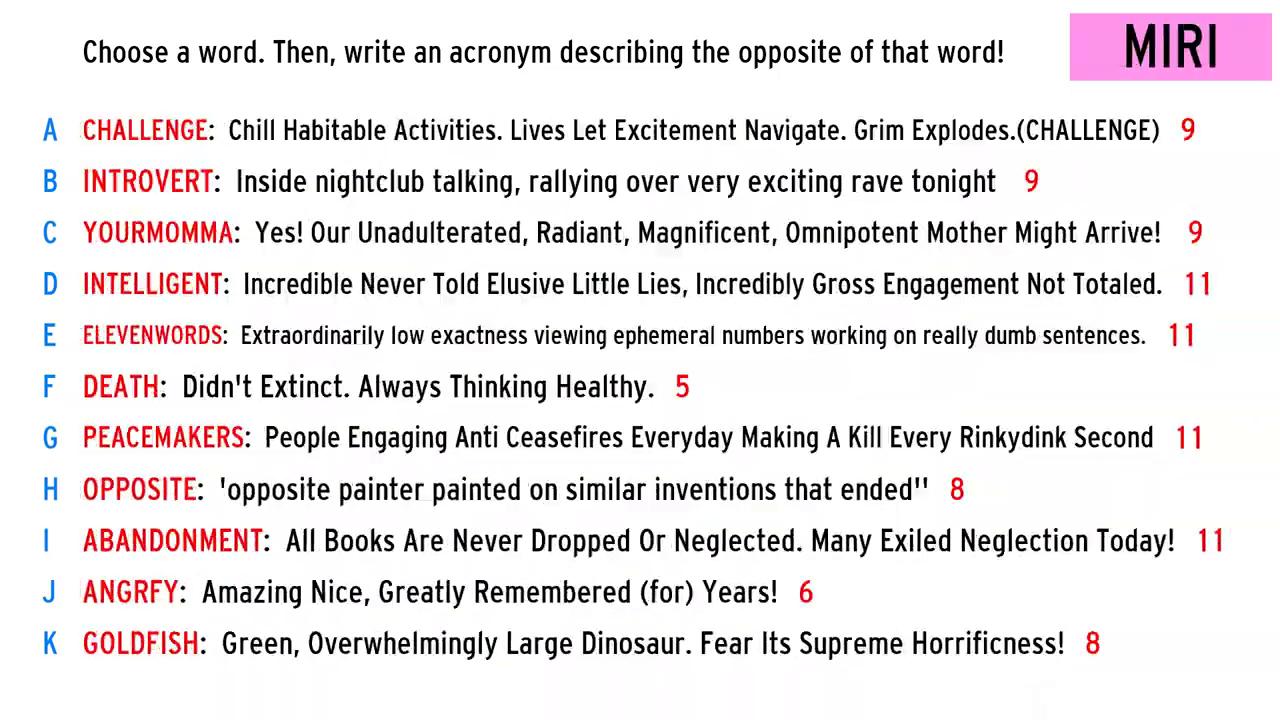 Choose a word. Then, write an acronym describing the opposite of that word!
MIRI
A CHALLENGE: Chill Habitable Activities. Lives Let Excitement Navigate. Grim Explodes.(CHALLENGE) 9
B INTROVERT: Inside nightclub talking, rallying over very exciting rave tonight 9
C YOURMOMMA: Yes! Our Unadulterated, Radiant, Magnificent, Omnipotent Mother Might Arrive! 9
D INTELLIGENT: Incredible Never Told Elusive Little Lies, Incredibly Gross Engagement Not Totaled. 11
E ELEVENWORDS: Extraordinarily low exactness viewing ephemeral numbers working on really dumb sentences. 11
F DEATH: Didn't Extinct. Always Thinking Healthy. 5
G PEACEMAKERS: People Engaging Anti Ceasefires Everyday Making A Kill Every Rinkydink Second 11
H OPPOSITE: 'opposite painter painted on similar inventions that ended'' 8
I ABANDONMENT: All Books Are Never Dropped Or Neglected. Many Exiled Neglection Today! 11
J ANGRFY: Amazing Nice, Greatly Remembered (for) Years! 6
K GOLDFISH: Green, Overwhelmingly Large Dinosaur. Fear Its Supreme Horrificness! 8